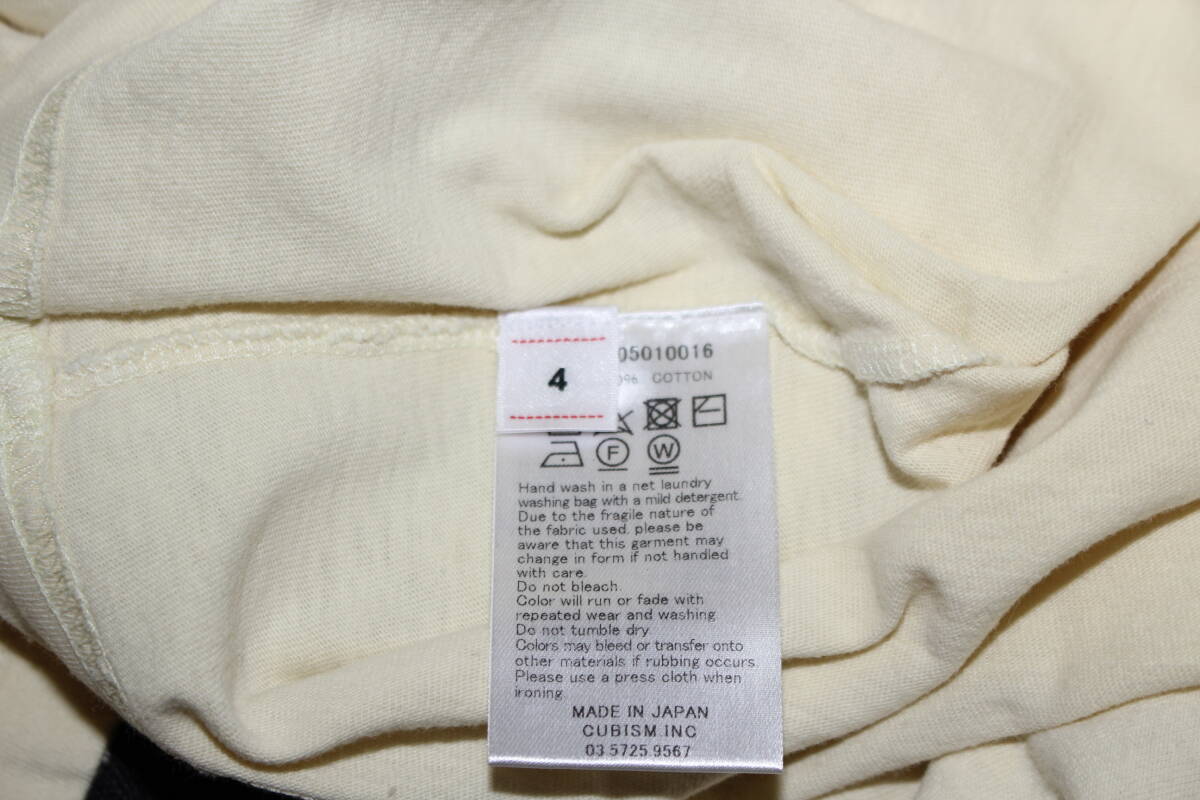 4
05010016
0% COTTON
F W
Hand wash in a net laundry
washing bag with a mild detergent.
Due to the fragile nature of
the fabric used, please be
aware that this garment may
change in form if not handled
with care.
Do not bleach.
Color will run or fade with
repeated wear and washing.
Do not tumble dry.
Colors may bleed or transfer onto
other materials if rubbing occurs.
Please use a press cloth when
ironing.
MADE IN JAPAN
CUBISM.INC
03.5725.9567